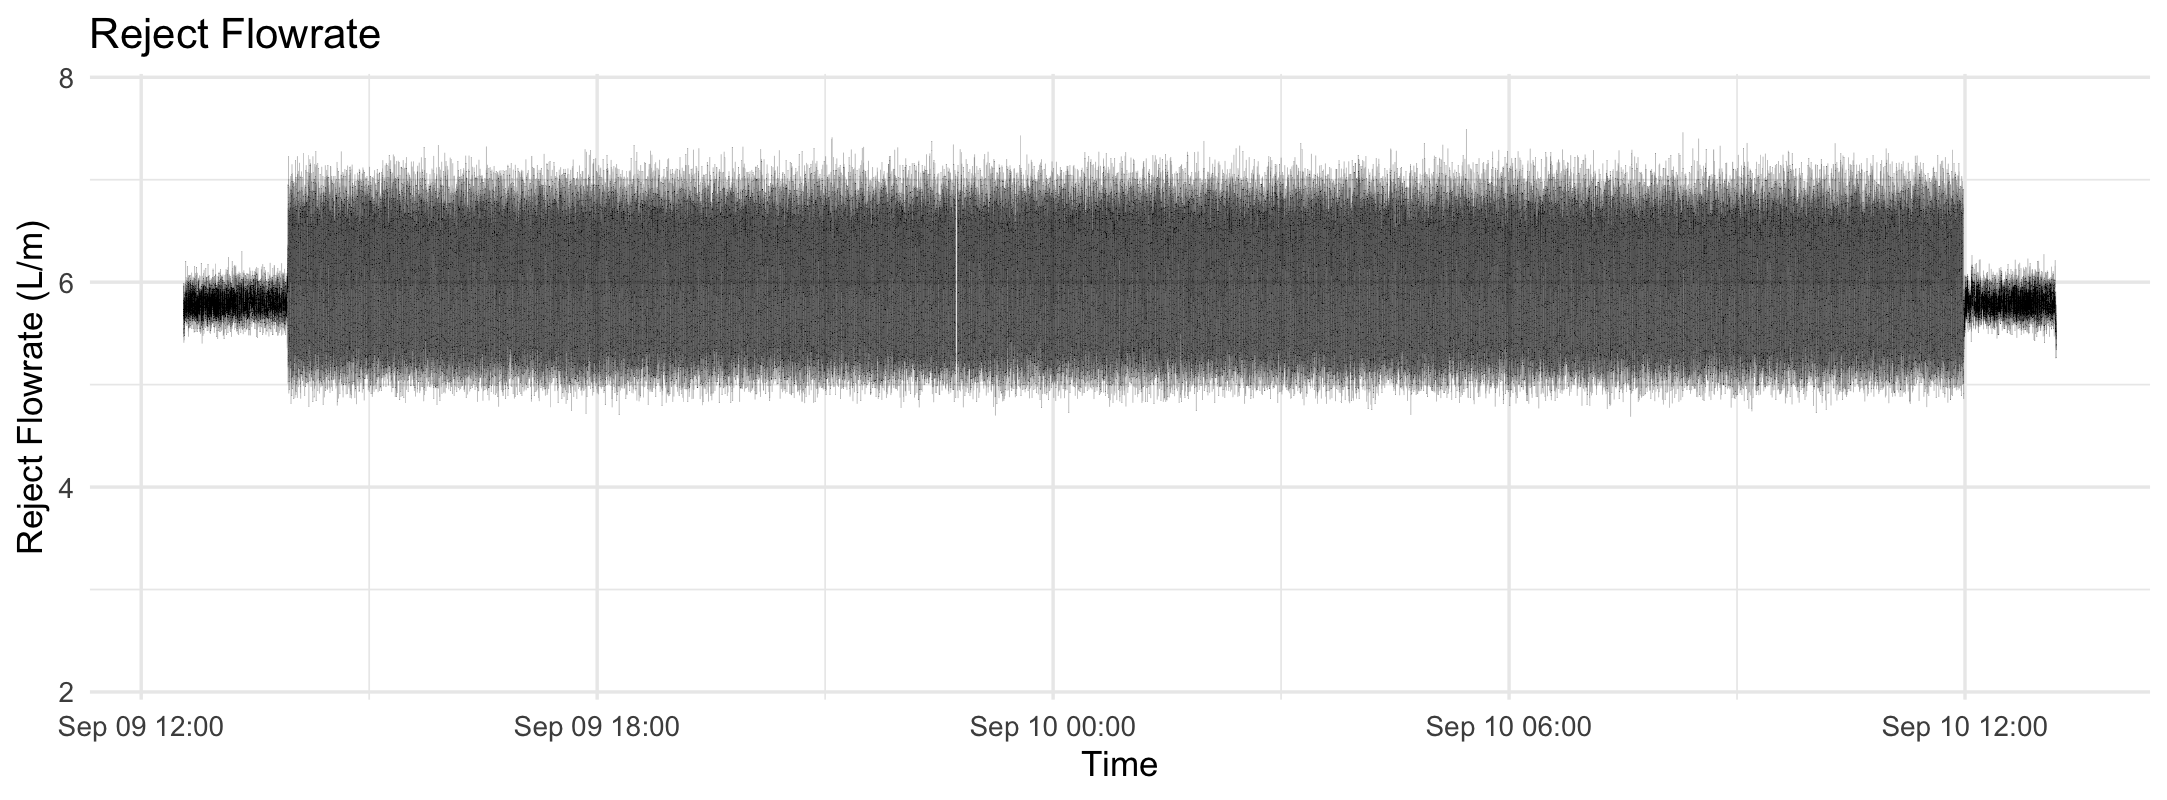 Reject Flowrate
Reject Flowrate (L/m)
8
6
4
2
Sep 09 12:00
Sep 09 18:00
Sep 10 00:00
Sep 10 06:00
Sep 10 12:00
Time